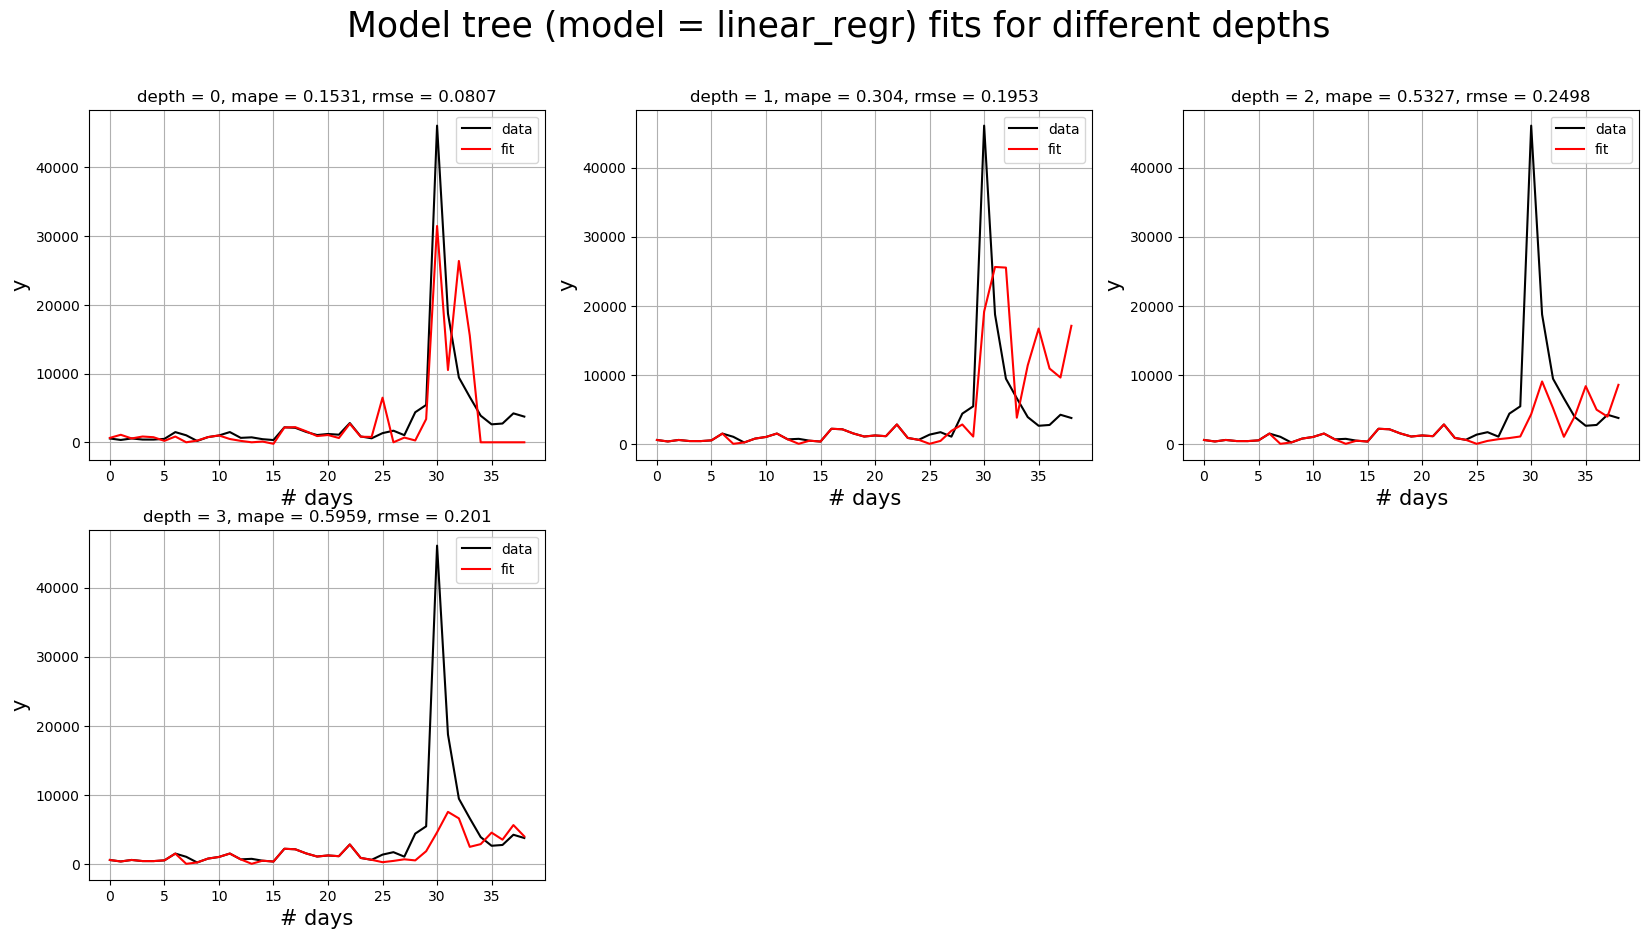 Model tree (model = linear_regr) fits for different depths
depth = 0, mape = 0.1531, rmse = 0.0807
data
fit
40000
30000
20000
10000
0
y
0 5 10 15 20 25 30 35
# days
depth = 1, mape = 0.304, rmse = 0.1953
data
fit
40000
30000
20000
10000
0
y
0 5 10 15 20 25 30 35
# days
depth = 2, mape = 0.5327, rmse = 0.2498
data
fit
40000
30000
20000
10000
0
y
0 5 10 15 20 25 30 35
# days
depth = 3, mape = 0.5959, rmse = 0.201
data
fit
40000
30000
20000
10000
0
y
0 5 10 15 20 25 30 35
# days